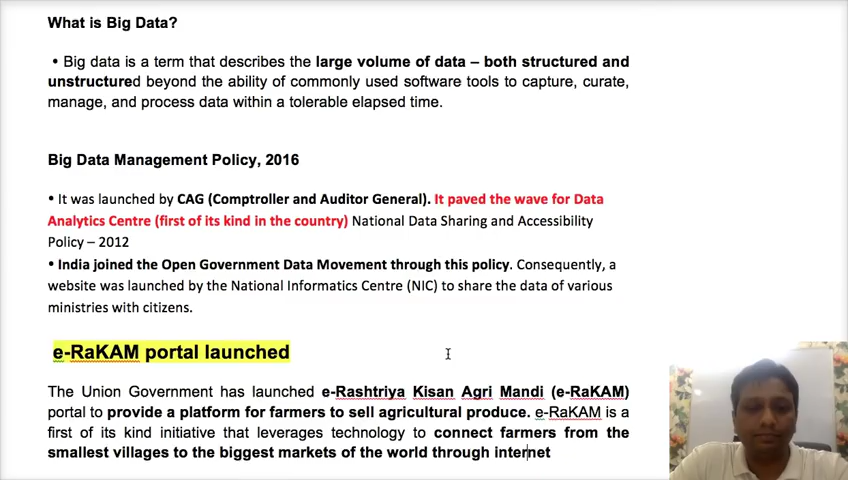 What is Big Data?
• Big data is a term that describes the large volume of data – both structured and
unstructured beyond the ability of commonly used software tools to capture, curate,
manage, and process data within a tolerable elapsed time.
Big Data Management Policy, 2016
• It was launched by CAG (Comptroller and Auditor General). It paved the wave for Data
Analytics Centre (first of its kind in the country) National Data Sharing and Accessibility
Policy – 2012
• India joined the Open Government Data Movement through this policy. Consequently, a
website was launched by the National Informatics Centre (NIC) to share the data of various
ministries with citizens.
e-RaKAM portal launched
The Union Government has launched e-Rashtriya Kisan Agri Mandi (e-RaKAM)
portal to provide a platform for farmers to sell agricultural produce. e-RaKAM is a
first of its kind initiative that leverages technology to connect farmers from the
smallest villages to the biggest markets of the world through internet